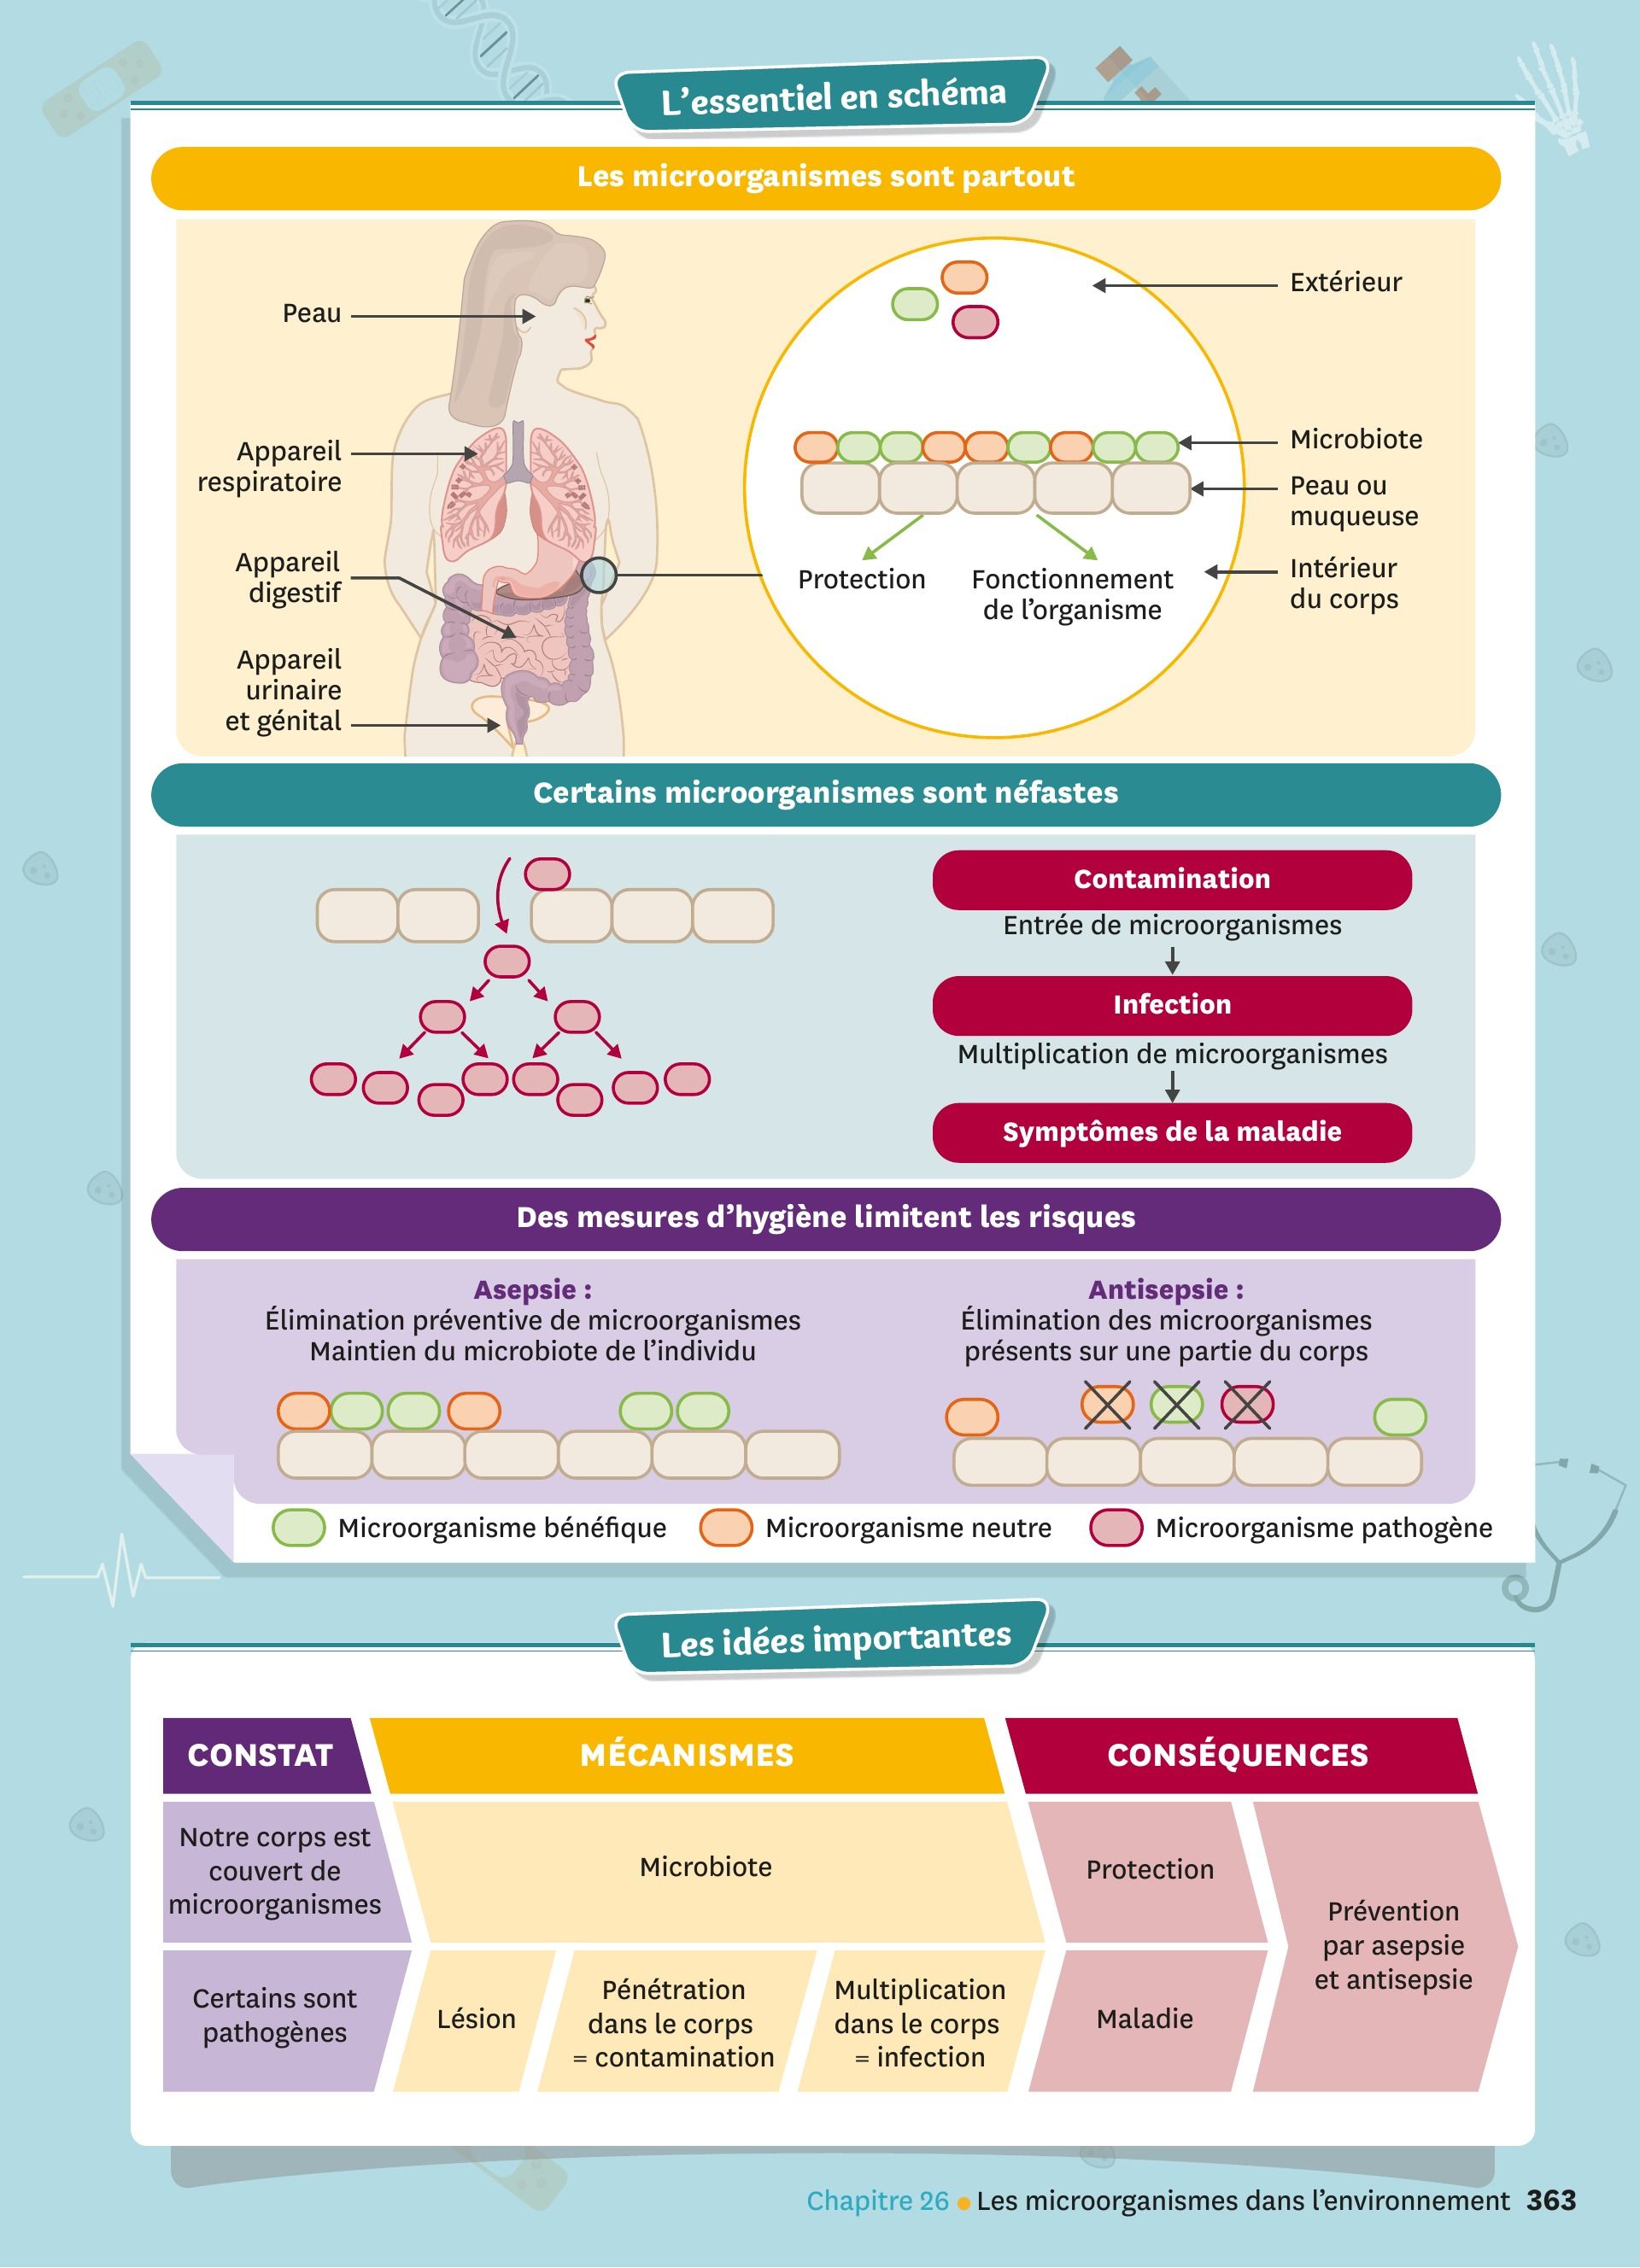 L'essentiel en schéma
Les microorganismes sont partout
Peau
Appareil
respiratoire
Appareil
digestif
Appareil
urinaire
et génital
Extérieur
Microbiote
Peau ou
muqueuse
Intérieur
du corps
Protection
Fonctionnement
de l'organisme
Certains microorganismes sont néfastes
Contamination
Entrée de microorganismes
Infection
Multiplication de microorganismes
Symptômes de la maladie
Des mesures d'hygiène limitent les risques
Asepsie :
Élimination préventive de microorganismes
Maintien du microbiote de l'individu
Antisepsie :
Élimination des microorganismes
présents sur une partie du corps
Microorganisme bénéfique
Microorganisme neutre
Microorganisme pathogène
Les idées importantes
CONSTAT
MÉCANISMES
CONSÉQUENCES
Notre corps est
couvert de
microorganismes
Microbiote
Protection
Prévention
par asepsie
et antisepsie
Certains sont
pathogènes
Lésion
Pénétration
dans le corps
= contamination
Multiplication
dans le corps
= infection
Maladie
Chapitre 26 • Les microorganismes dans l'environnement 363